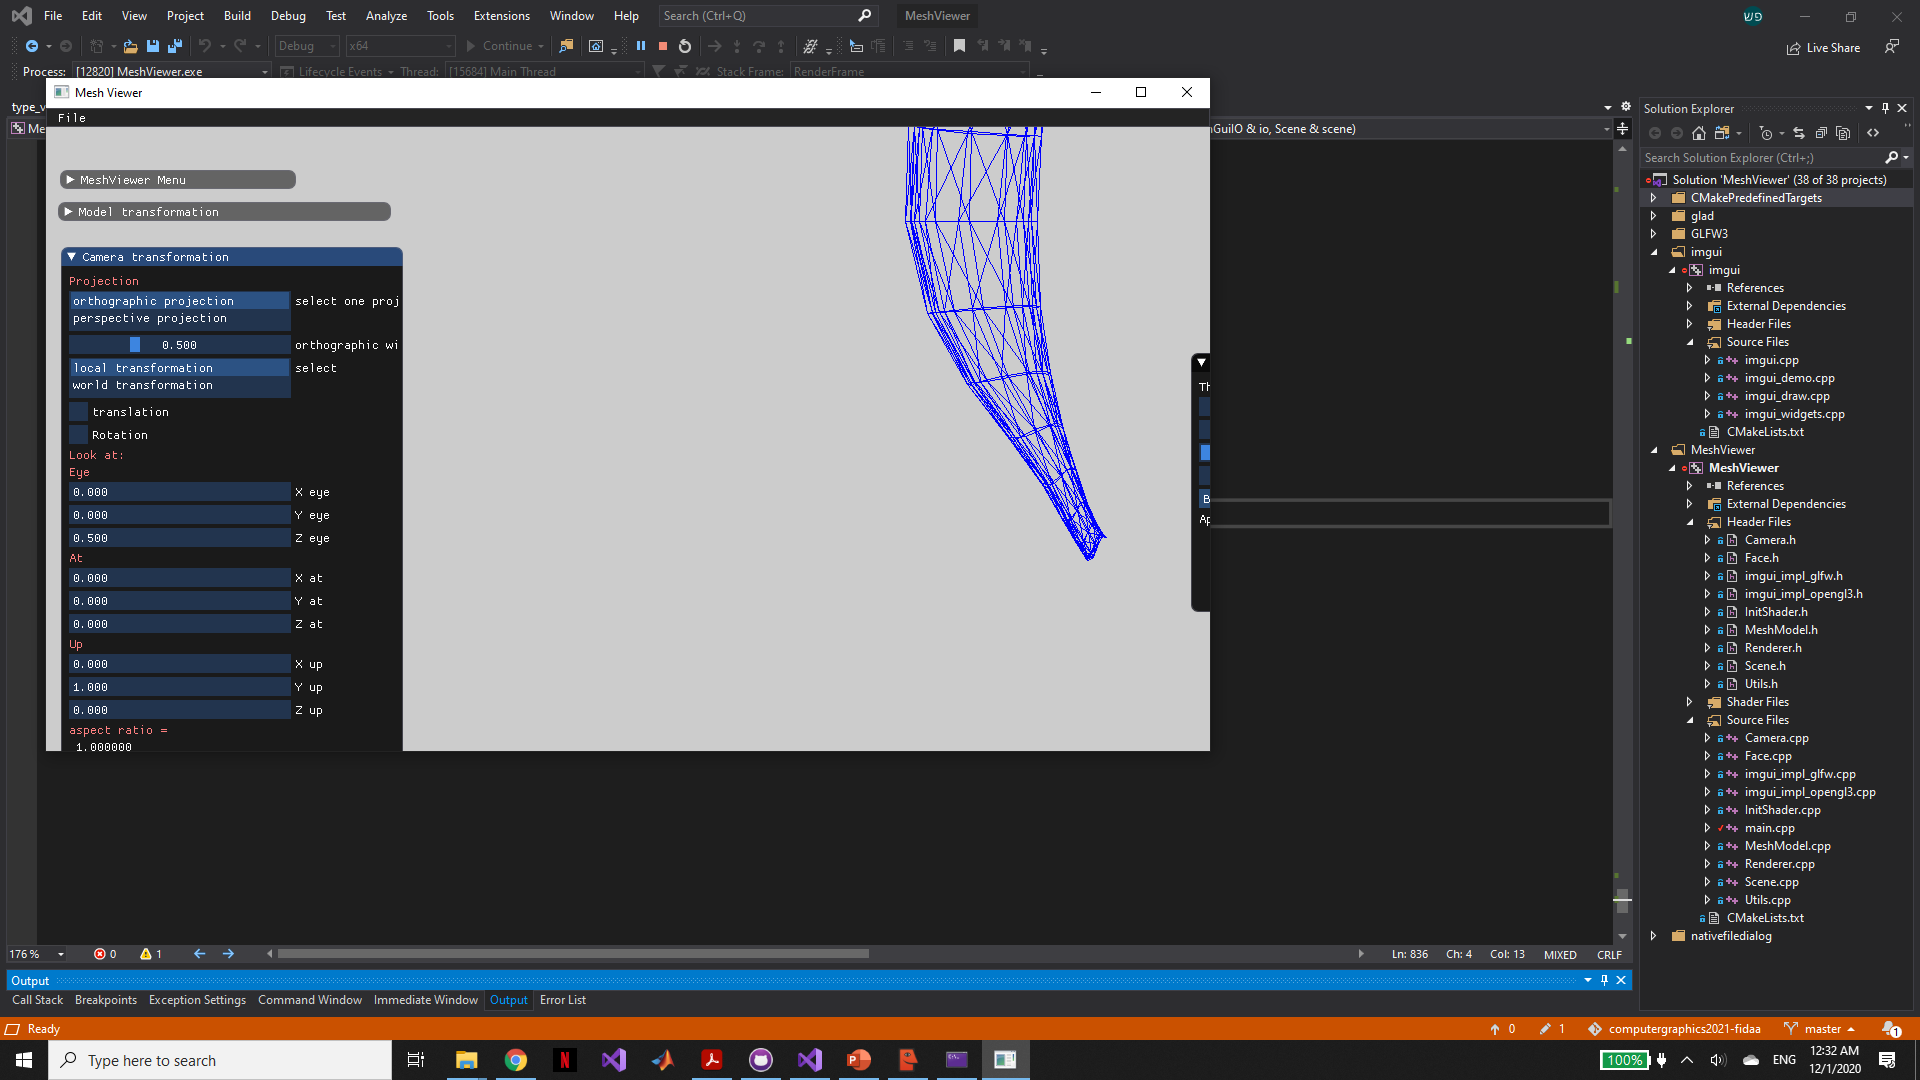 File Edit View Project Build Debug Test Analyze Tools Extensions Window Help Search (Ctrl+Q) MeshViewer
Debug x64 Continue Live Share
Process: [12820] MeshViewer.exe Lifecycle Events Thread: [15684] Main Thread Stack Frame: RenderFrame
Mesh Viewer
type_v
File
Me
GuiIO & io, Scene & scene)
MeshViewer Menu
Model transformation
Camera transformation
Projection
orthographic projection select one proj
perspective projection
0.500 orthographic wi
local transformation select
world transformation
translation
Rotation
Look at:
Eye
0.000 X eye
0.000 Y eye
0.500 Z eye
At
0.000 X at
0.000 Y at
0.000 Z at
Up
0.000 X up
1.000 Y up
0.000 Z up
aspect ratio =
1.000000
Th
B
Ap
Solution Explorer
Search Solution Explorer (Ctrl+;)
Solution 'MeshViewer' (38 of 38 projects)
CMakePredefinedTargets
glad
GLFW3
imgui
imgui
References
External Dependencies
Header Files
Source Files
imgui.cpp
imgui_demo.cpp
imgui_draw.cpp
imgui_widgets.cpp
CMakeLists.txt
MeshViewer
MeshViewer
References
External Dependencies
Header Files
Camera.h
Face.h
imgui_impl_glfw.h
imgui_impl_opengl3.h
InitShader.h
MeshModel.h
Renderer.h
Scene.h
Utils.h
Shader Files
Source Files
Camera.cpp
Face.cpp
imgui_impl_glfw.cpp
imgui_impl_opengl3.cpp
InitShader.cpp
main.cpp
MeshModel.cpp
Renderer.cpp
Scene.cpp
Utils.cpp
CMakeLists.txt
nativefiledialog
176 % 0 1 Ln: 836 Ch: 4 Col: 13 MIXED CRLF
Output
Call Stack Breakpoints Exception Settings Command Window Immediate Window Output Error List
Ready 0 1 computergraphics2021-fidaa master 1
Type here to search 100% ENG 12:32 AM
12/1/2020